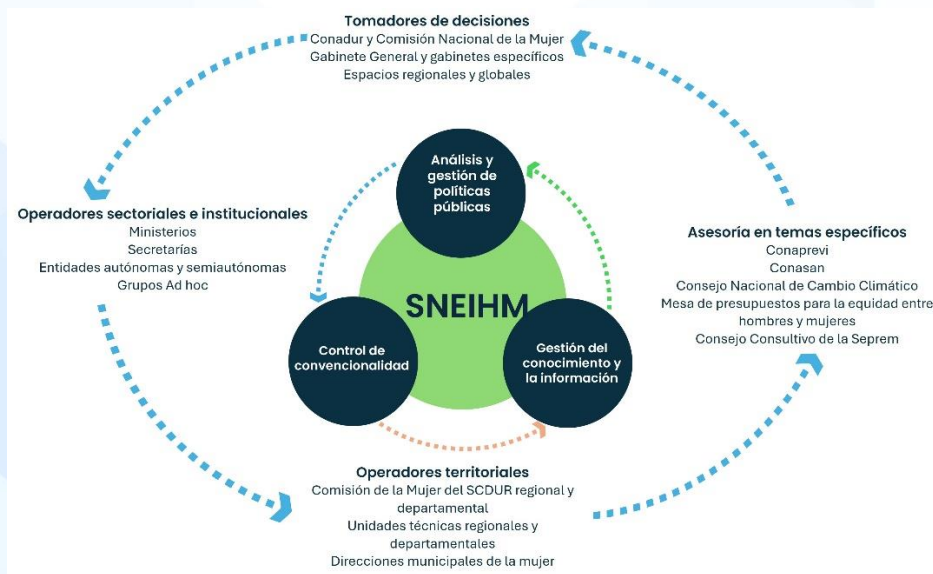 Tomadores de decisiones
Conadur y Comisión Nacional de la Mujer
Gabinete General y gabinetes específicos
Espacios regionales y globales
Análisis y
gestión de
políticas
públicas
Operadores sectoriales e institucionales
Ministerios
Secretarías
Entidades autónomas y semiautónomas
Grupos Ad hoc
Asesoría en temas específicos
Conaprevi
Conasan
Consejo Nacional de Cambio Climático
Mesa de presupuestos para la equidad entre
hombres y mujeres
Consejo Consultivo de la Seprem
SNEIHM
Control de
convencionalidad
Gestión del
conocimiento y
la información
Operadores territoriales
Comisión de la Mujer del SCDUR regional y
departamental
Unidades técnicas regionales y
departamentales
Direcciones municipales de la mujer